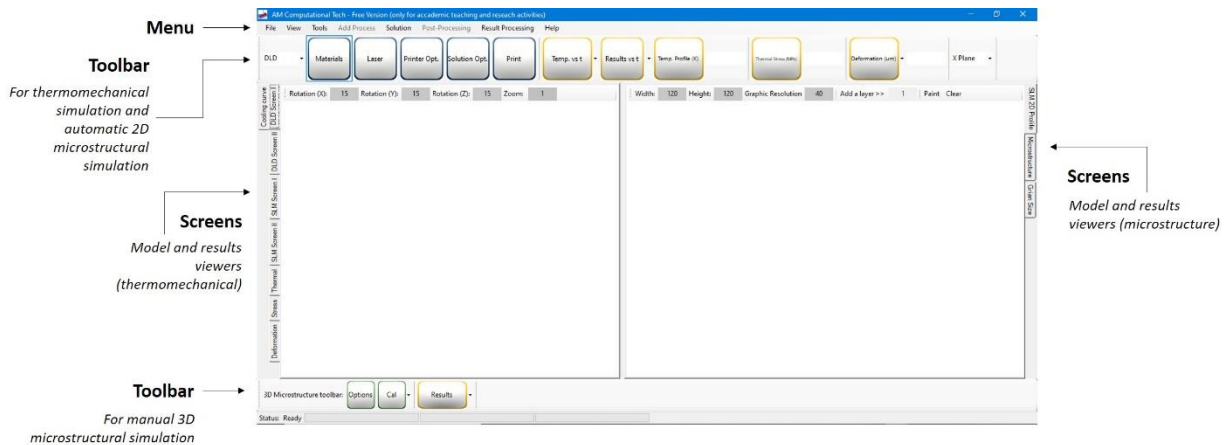 AM Computational Tech - Free Version (only for accademic teaching and reseach activities)
Menu
File View Tools Add Process Solution Post-Processing Result Processing Help
Toolbar
For thermomechanical
simulation and
automatic 2D
microstructural
simulation
DLD Materials Laser Printer Opt. Solution Opt. Print Temp. vs t Results vs t Temp. Profile (K) Thermal Stress (MPa) Deformation (um) X Plane
Rotation (X): 15 Rotation (Y): 15 Rotation (Z): 15 Zoom: 1
Width: 120 Height: 120 Graphic Resolution 40 Add a layer >> 1 Paint Clear
Cooling curve
DLD Screen I
DLD Screen II
SLM Screen I
SLM Screen II
Thermal
Stress
Deformation
SLM 2D Profile
Microstructure
Grian Size
Screens
Model and results
viewers
(thermomechanical)
Screens
Model and results
viewers (microstructure)
Toolbar
For manual 3D
microstructural simulation
3D Microstructure toolbar: Options Cal Results
Status: Ready